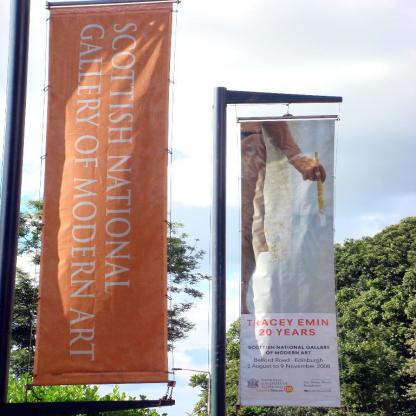 SCOTTISH NATIONAL
GALLERY OF MODERN ART
TRACEY EMIN
20 YEARS
SCOTTISH NATIONAL GALLERY
OF MODERN ART
Belford Road · Edinburgh
2 August to 9 November 2008